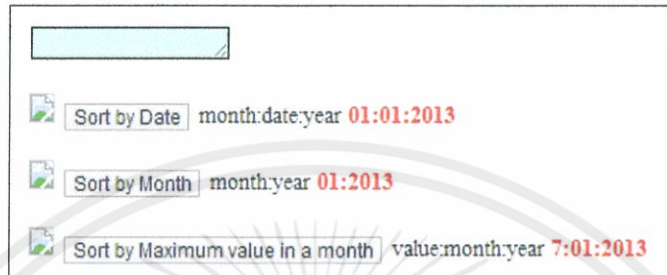 Sort by Date month:date:year 01:01:2013
Sort by Month month:year 01:2013
Sort by Maximum value in a month value:month:year 7:01:2013